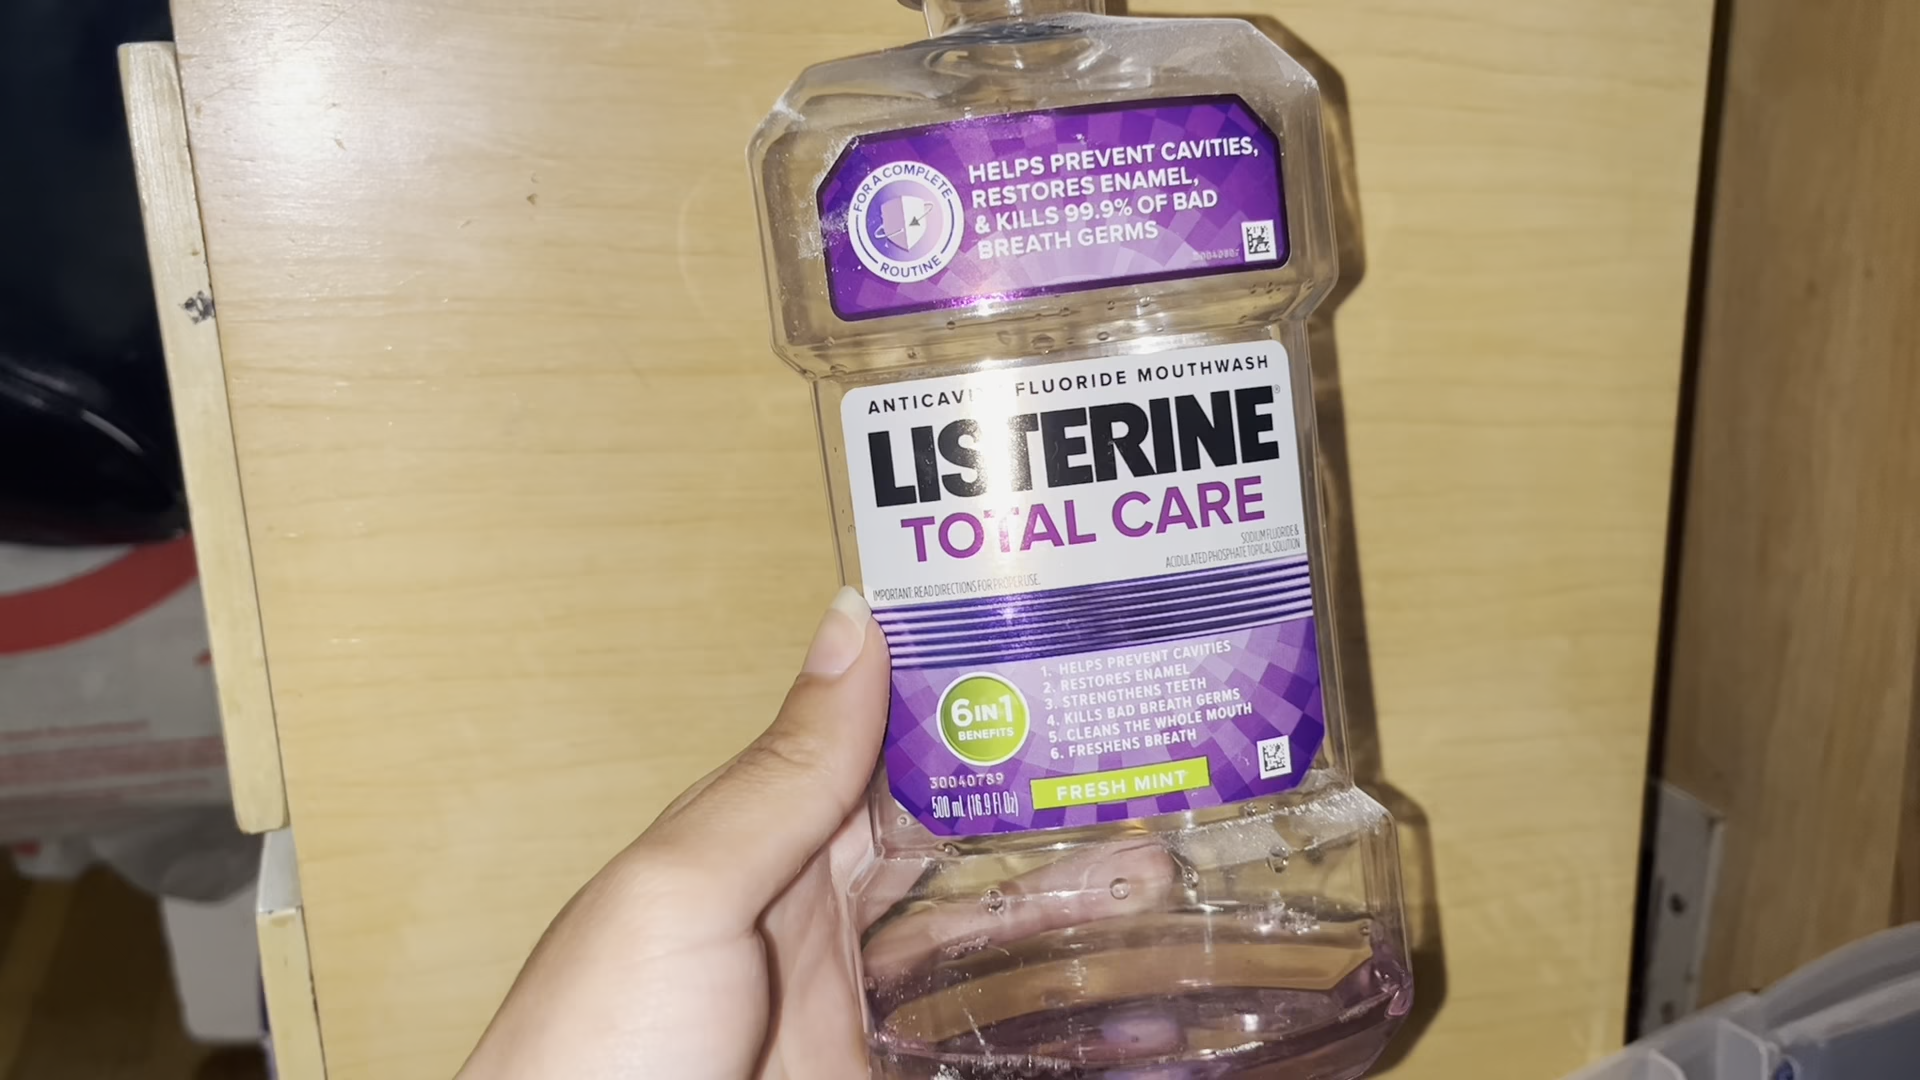 FOR A COMPLETE
ROUTINE
HELPS PREVENT CAVITIES,
RESTORES ENAMEL,
& KILLS 99.9% OF BAD
BREATH GERMS
FLUORIDE MOUTHWASH
LISTERINE®
TOTAL CARE
SODIUM FLUORIDE &
ACIDULATED PHOSPHATE TOPICAL SOLUTION
IMPORTANT: READ DIRECTIONS FOR PROPER USE.
6 IN 1
BENEFITS
1. HELPS PREVENT CAVITIES
2. RESTORES ENAMEL
3. STRENGTHENS TEETH
4. KILLS BAD BREATH GERMS
5. CLEANS THE WHOLE MOUTH
6. FRESHENS BREATH
30040789
500 mL (16.9 Fl Oz)
FRESH MINT